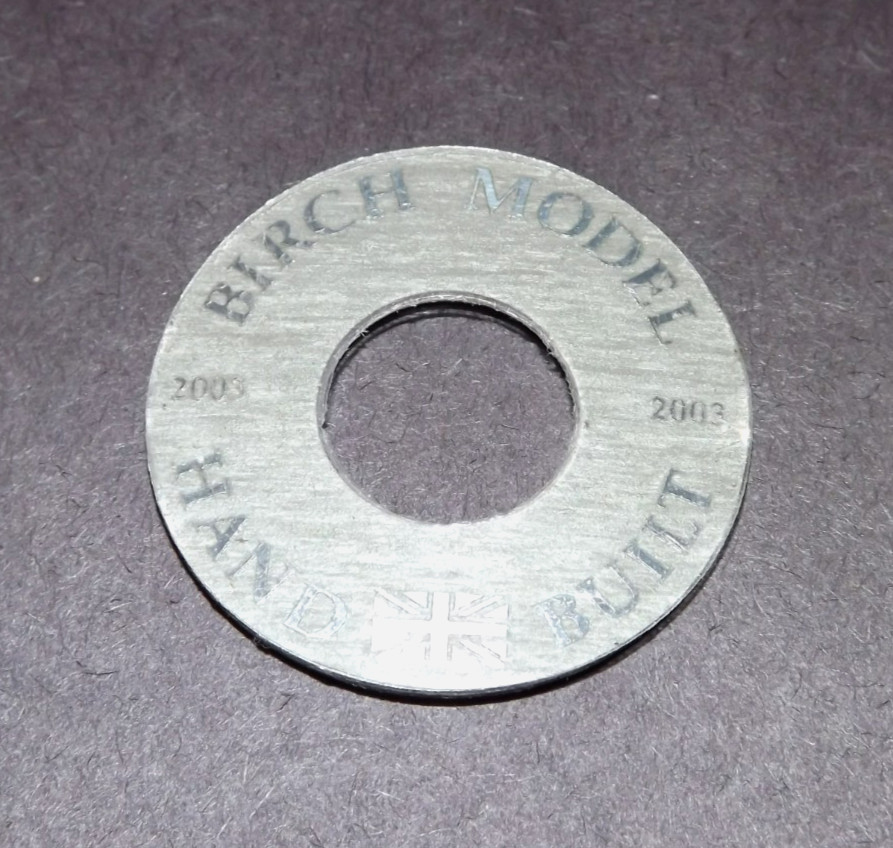 BIRCH MODEL
2003
2003
HAND BUILT